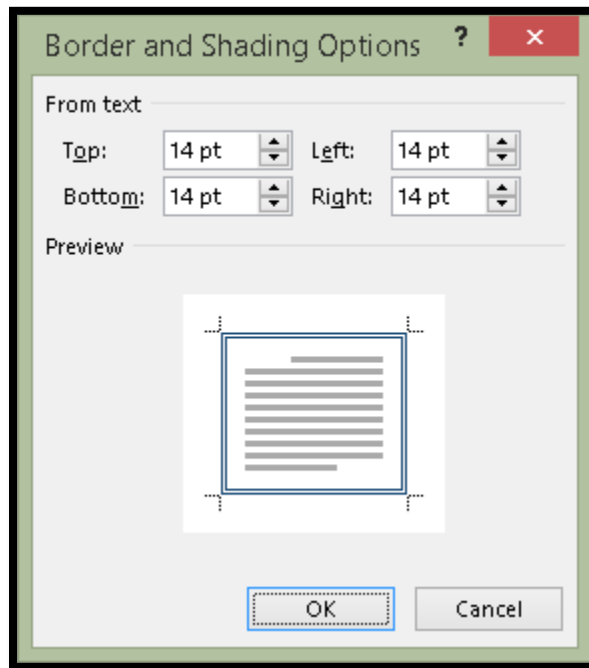 Border and Shading Options ? ×
From text
Top: 14 pt Left: 14 pt
Bottom: 14 pt Right: 14 pt
Preview
OK Cancel